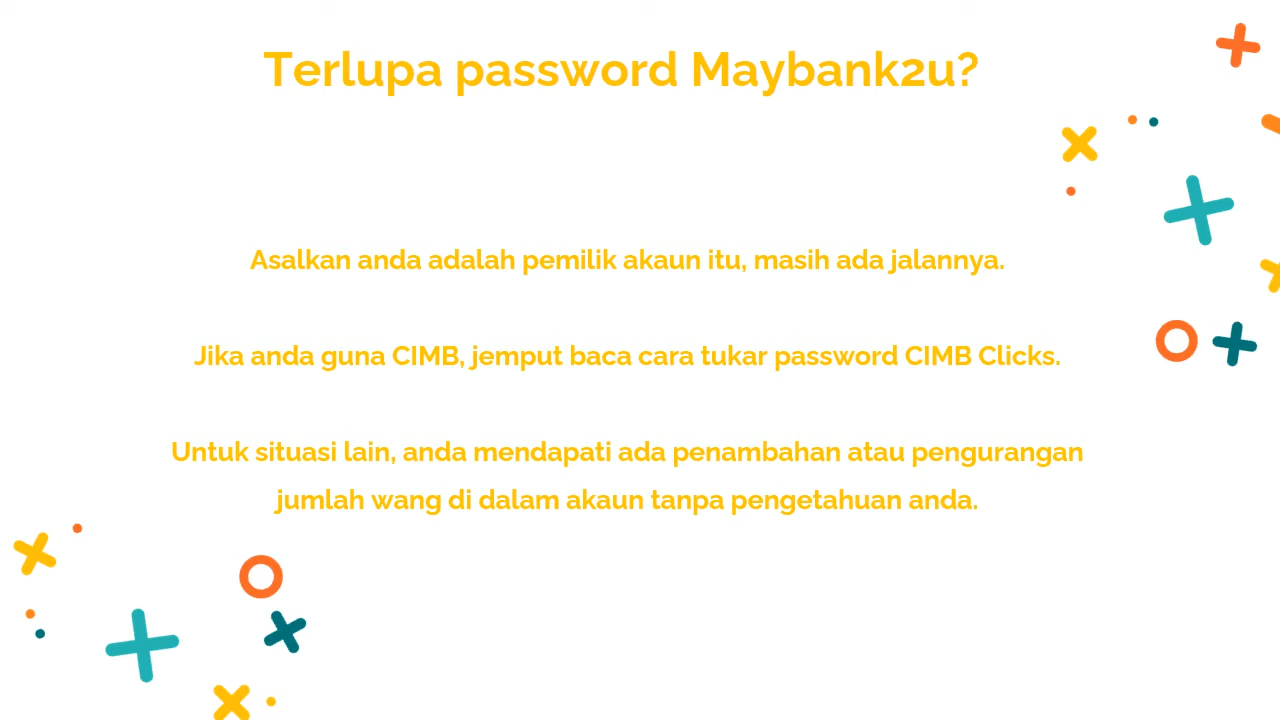 Terlupa password Maybank2u?
Asalkan anda adalah pemilik akaun itu, masih ada jalannya.
Jika anda guna CIMB, jemput baca cara tukar password CIMB Clicks.
Untuk situasi lain, anda mendapati ada penambahan atau pengurangan
jumlah wang di dalam akaun tanpa pengetahuan anda.